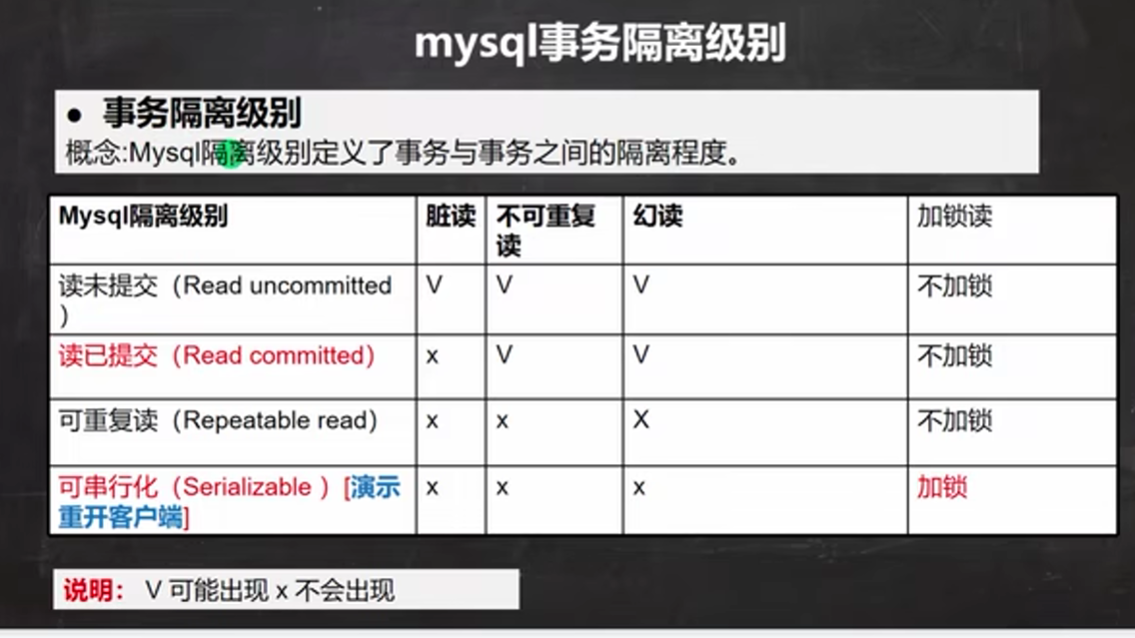 mysql事务隔离级别
● 事务隔离级别
概念:Mysql隔离级别定义了事务与事务之间的隔离程度。
Mysql隔离级别 脏读 不可重复 幻读 加锁读
读
读未提交（Read uncommitted V V V 不加锁
）
读已提交（Read committed） x V V 不加锁
可重复读（Repeatable read） x x X 不加锁
可串行化（Serializable ）[演示 x x x 加锁
重开客户端]
说明： V 可能出现 x 不会出现